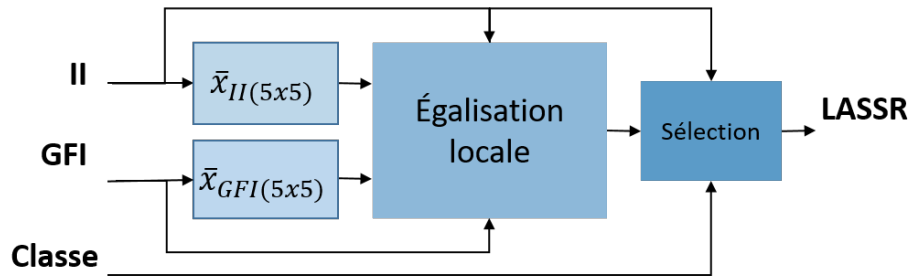 II
x̄II(5x5)
Égalisation
locale
Sélection
LASSR
GFI
x̄GFI(5x5)
Classe